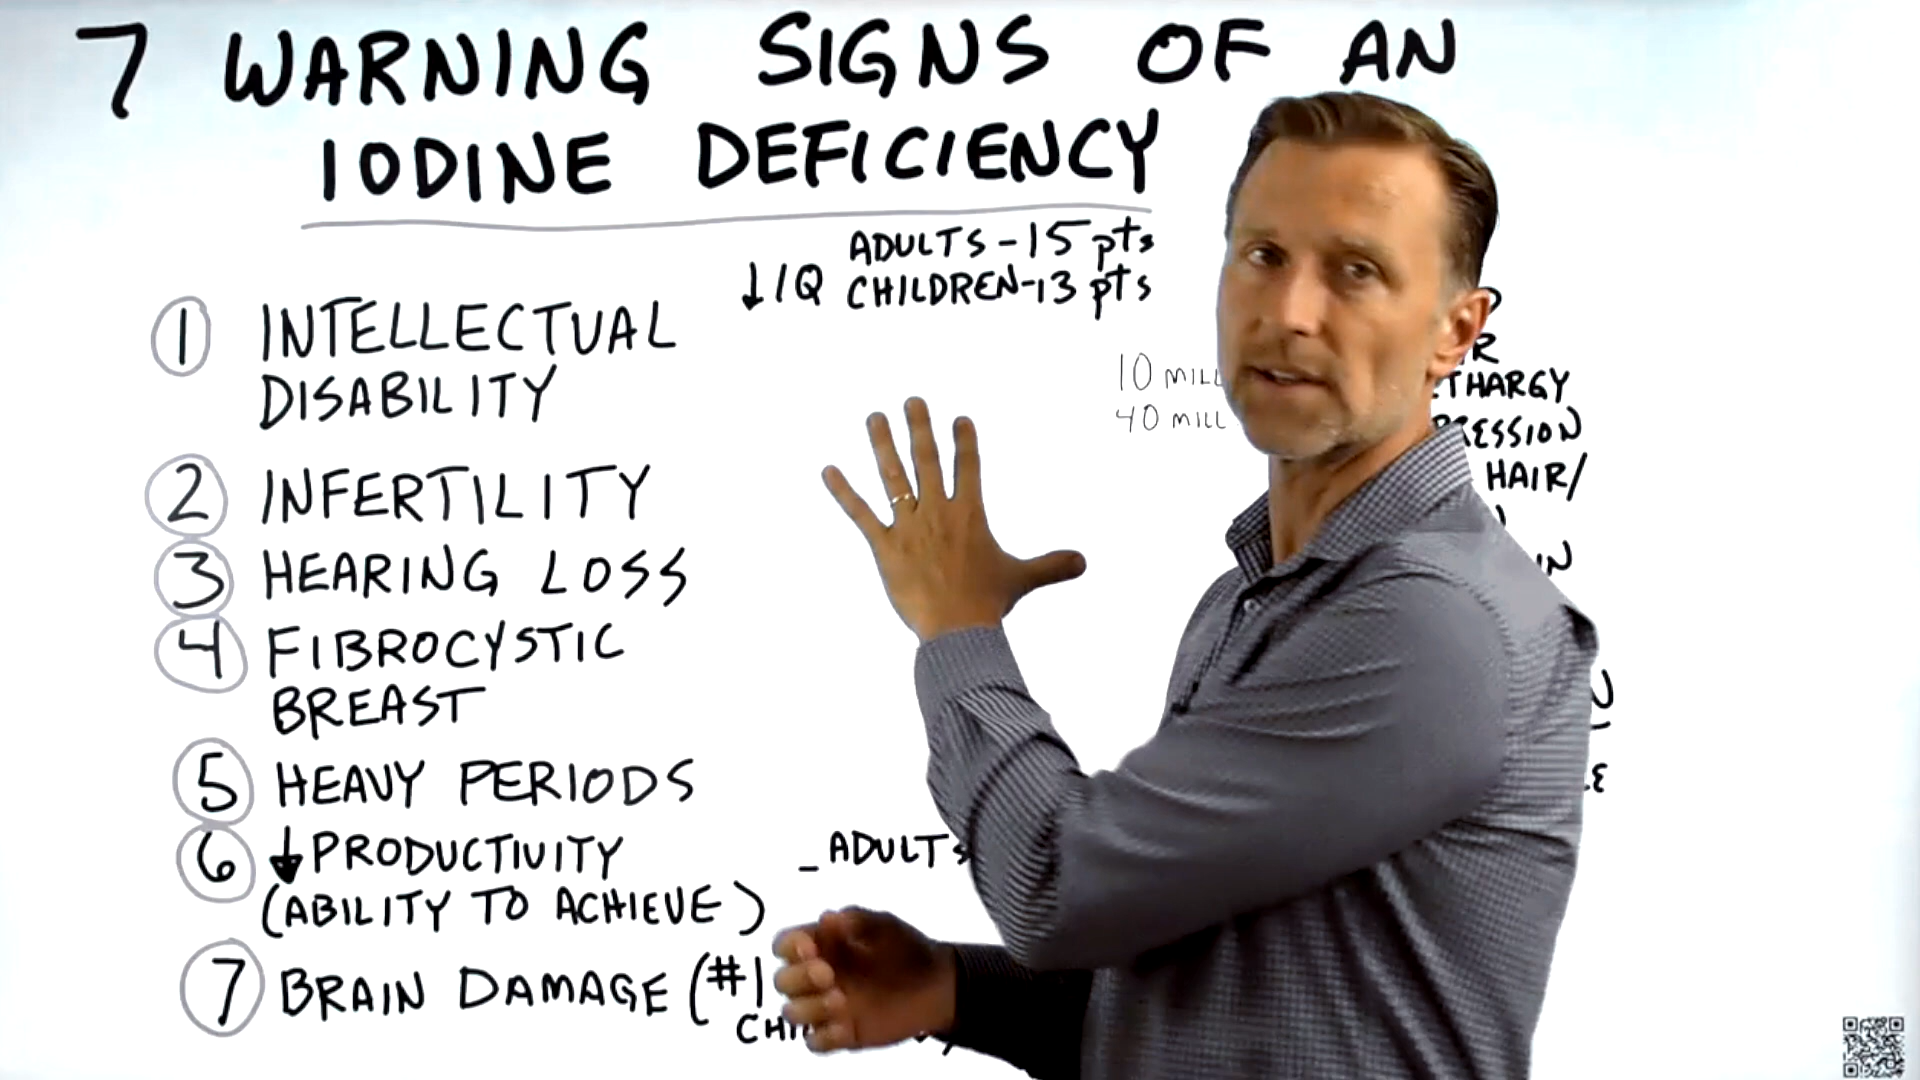 7 WARNING SIGNS OF AN
IODINE DEFICIENCY
ADULTS - 15 pts
↓ IQ CHILDREN - 13 pts
1 INTELLECTUAL
DISABILITY
2 INFERTILITY
3 HEARING LOSS
4 FIBROCYSTIC
BREAST
5 HEAVY PERIODS
6 ↓ PRODUCTIVITY
(ABILITY TO ACHIEVE)
- ADULTS
7 BRAIN DAMAGE (#1
10 MILL
40 MILL
HAIR/